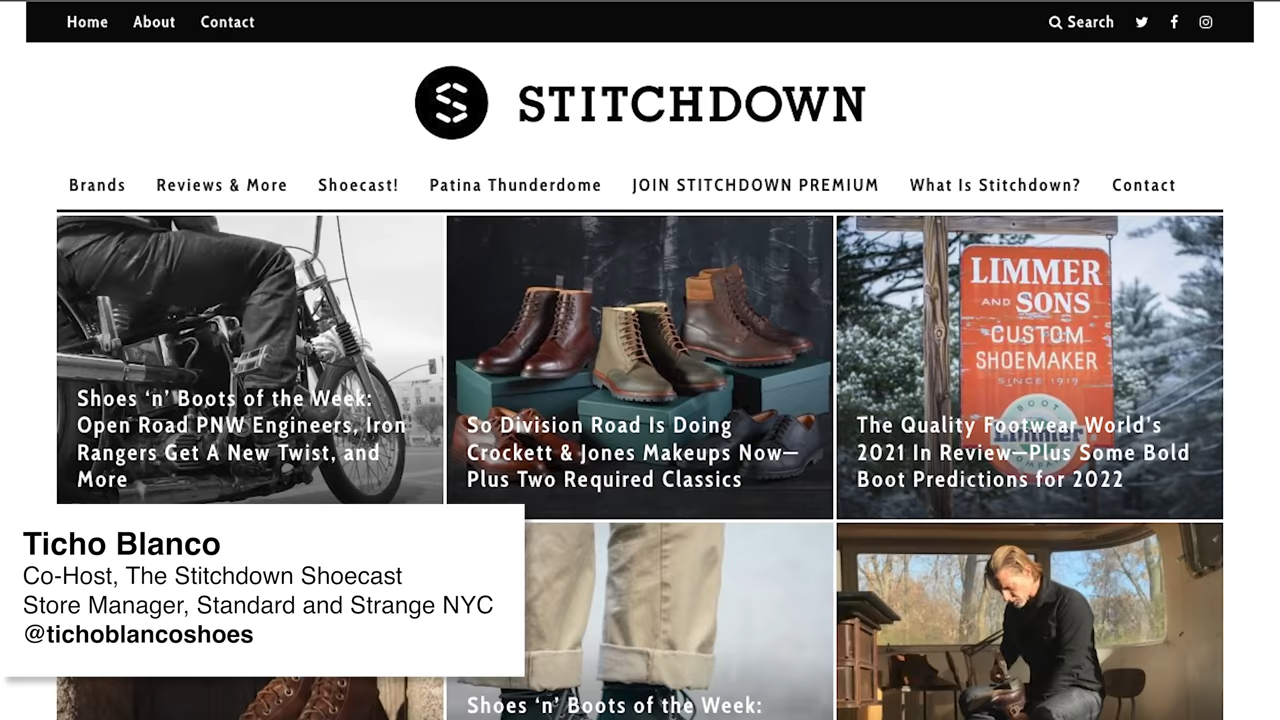 Home About Contact
Search
STITCHDOWN
Brands Reviews & More Shoecast! Patina Thunderdome JOIN STITCHDOWN PREMIUM What Is Stitchdown? Contact
Shoes ‘n’ Boots of the Week:
Open Road PNW Engineers, Iron
Rangers Get A New Twist, and
More
So Division Road Is Doing
Crockett & Jones Makeups Now—
Plus Two Required Classics
LIMMER
AND SONS
CUSTOM
SHOEMAKER
SINCE 1919
BOOT
Limmer
The Quality Footwear World’s
2021 In Review—Plus Some Bold
Boot Predictions for 2022
Ticho Blanco
Co-Host, The Stitchdown Shoecast
Store Manager, Standard and Strange NYC
@tichoblancoshoes
Shoes ‘n’ Boots of the Week: